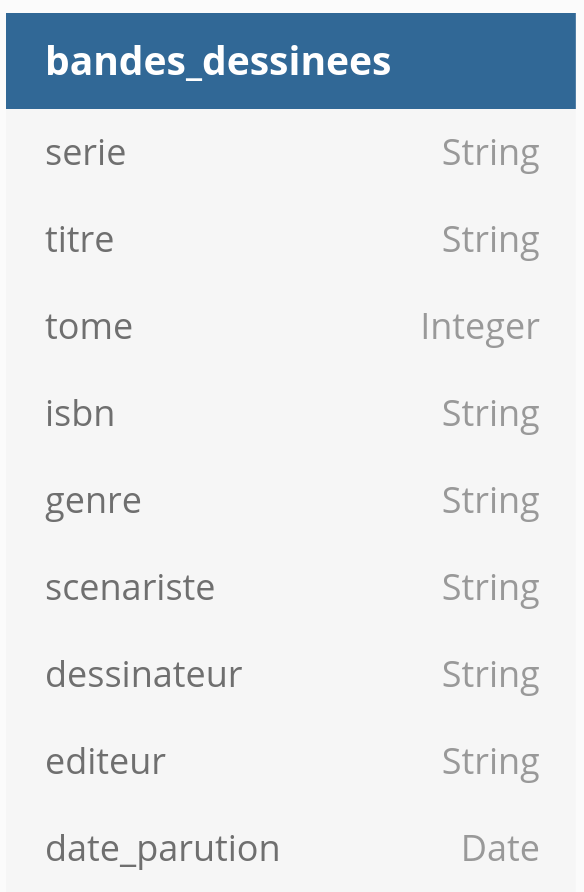 bandes_dessinees
serie String
titre String
tome Integer
isbn String
genre String
scenariste String
dessinateur String
editeur String
date_parution Date